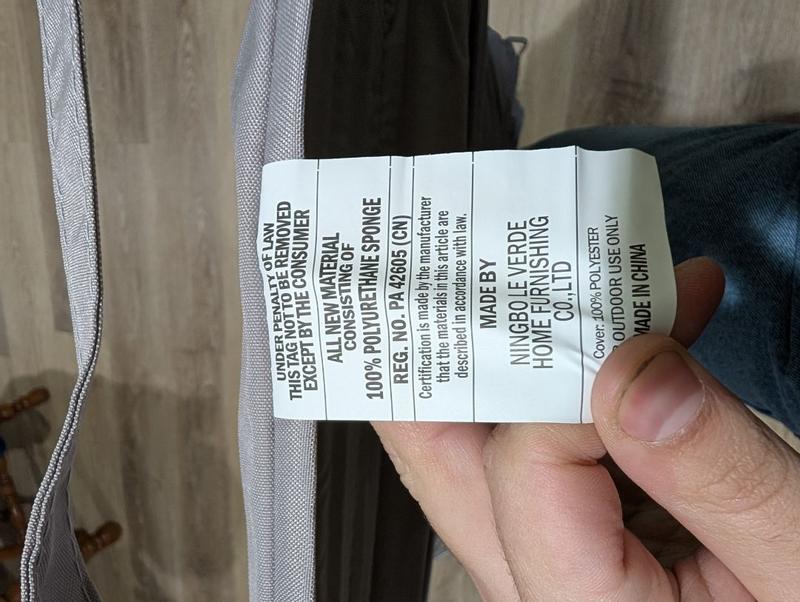 UNDER PENALTY OF LAW
THIS TAG NOT TO BE REMOVED
EXCEPT BY THE CONSUMER
ALL NEW MATERIAL
CONSISTING OF
100% POLYURETHANE SPONGE
REG. NO. PA 42605 (CN)
Certification is made by the manufacturer
that the materials in this article are
described in accordance with law.
MADE BY
NINGBO LE VERDE
HOME FURNISHING
CO.,LTD
Cover: 100% POLYESTER
OUTDOOR USE ONLY
MADE IN CHINA